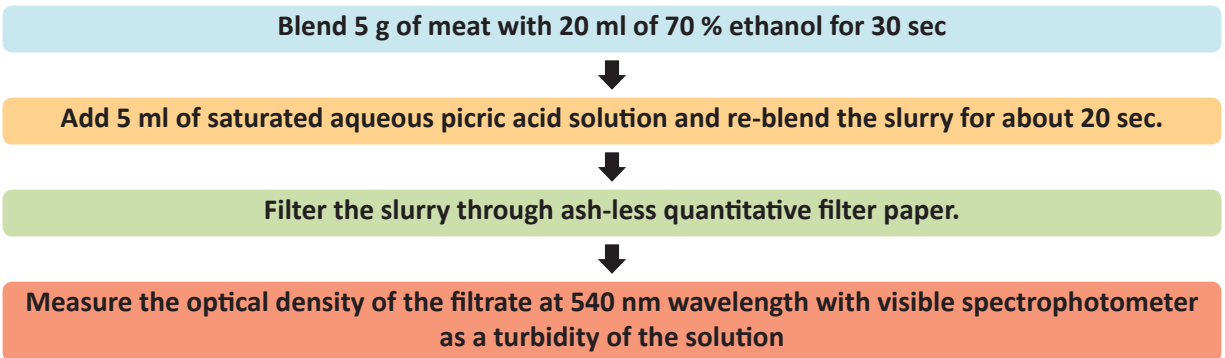 Blend 5 g of meat with 20 ml of 70 % ethanol for 30 sec
Add 5 ml of saturated aqueous picric acid solution and re-blend the slurry for about 20 sec.
Filter the slurry through ash-less quantitative filter paper.
Measure the optical density of the filtrate at 540 nm wavelength with visible spectrophotometer
as a turbidity of the solution